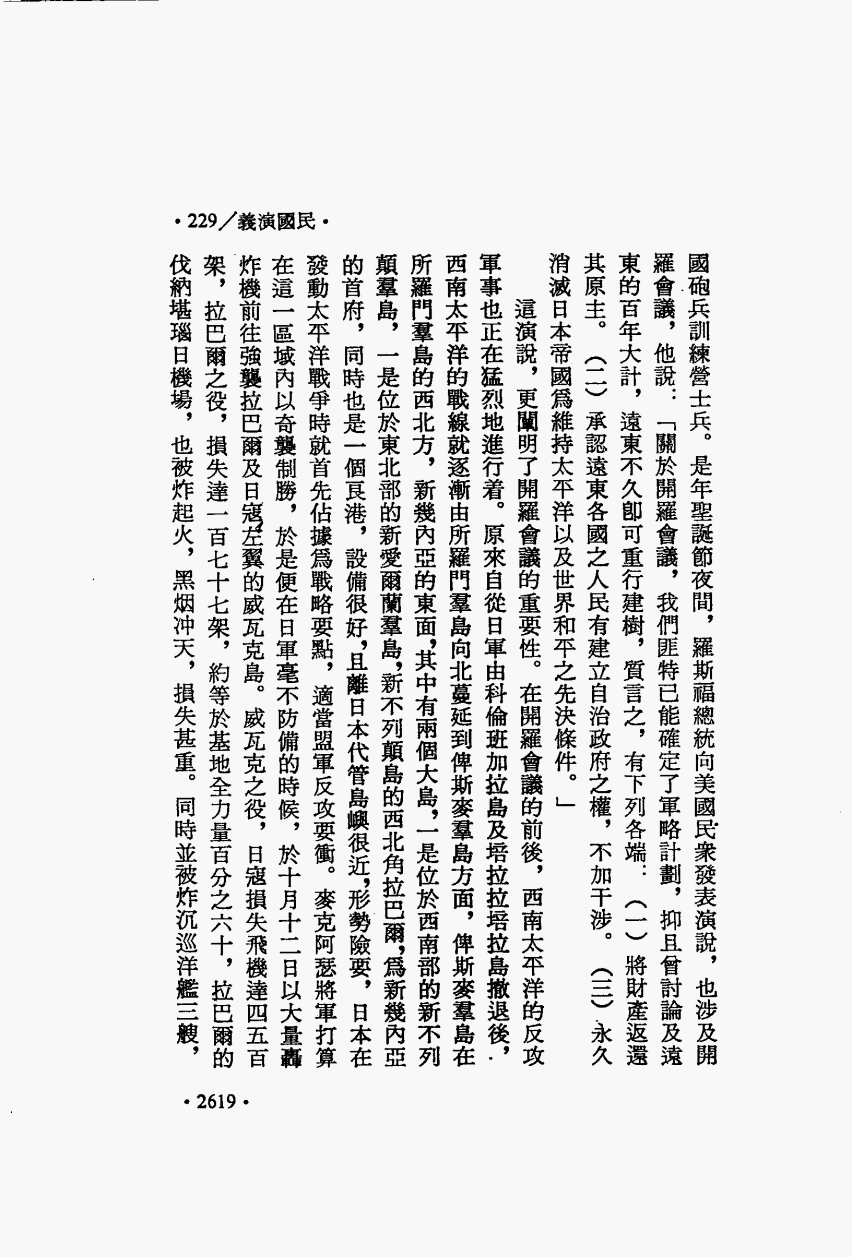 •229／義演國民•
國砲兵訓練營士兵。是年聖誕節夜間，羅斯福總統向美國民衆發表演說，也涉及開
羅會議，他說：「關於開羅會議，我們匪特已能確定了軍略計劃，抑且曾討論及遠
東的百年大計，遠東不久卽可重行建樹，質言之，有下列各端：（一）將財產返還
其原主。（二）承認遠東各國之人民有建立自治政府之權，不加干涉。（三）永久
消滅日本帝國爲維持太平洋以及世界和平之先決條件。」
這演說，更闡明了開羅會議的重要性。在開羅會議的前後，西南太平洋的反攻
軍事也正在猛烈地進行着。原來自從日軍由科倫班加拉島及培拉拉培拉島撤退後，
西南太平洋的戰線就逐漸由所羅門羣島向北蔓延到俾斯麥羣島方面，俾斯麥羣島在
所羅門羣島的西北方，新幾內亞的東面，其中有兩個大島，一是位於西南部的新不列
顛羣島，一是位於東北部的新愛爾蘭羣島，新不列顛島的西北角拉巴爾，爲新幾內亞
的首府，同時也是一個良港，設備很好，且離日本代管島嶼很近，形勢險要，日本在
發動太平洋戰爭時就首先佔據爲戰略要點，適當盟軍反攻要衝。麥克阿瑟將軍打算
在這一區域內以奇襲制勝，於是便在日軍毫不防備的時候，於十月十二日以大量轟
炸機前往強襲拉巴爾及日寇左翼的威瓦克島。威瓦克之役，日寇損失飛機達四五百
架，拉巴爾之役，損失達一百七十七架，約等於基地全力量百分之六十，拉巴爾的
伐納堪瑙日機場，也被炸起火，黑烟冲天，損失甚重。同時並被炸沉巡洋艦三艘，
•2619•